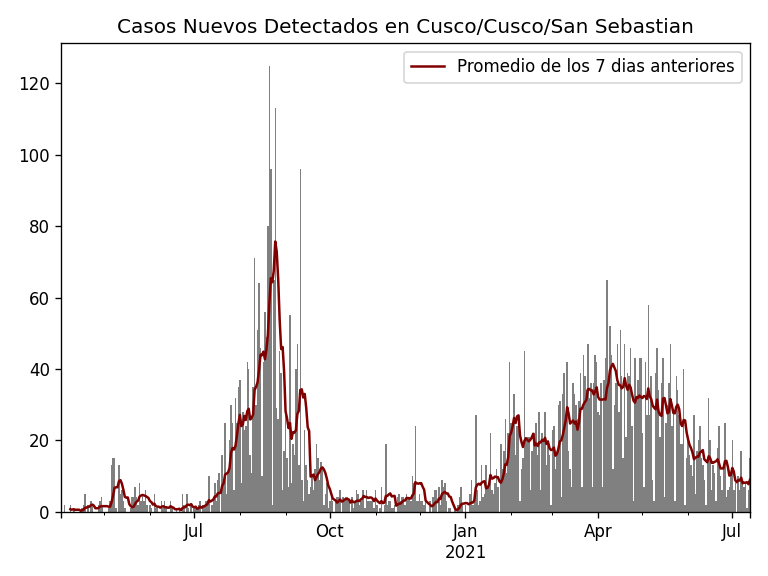 Casos Nuevos Detectados en Cusco/Cusco/San Sebastian
Promedio de los 7 dias anteriores
120
100
80
60
40
20
0
Jul
Oct
Jan
2021
Apr
Jul